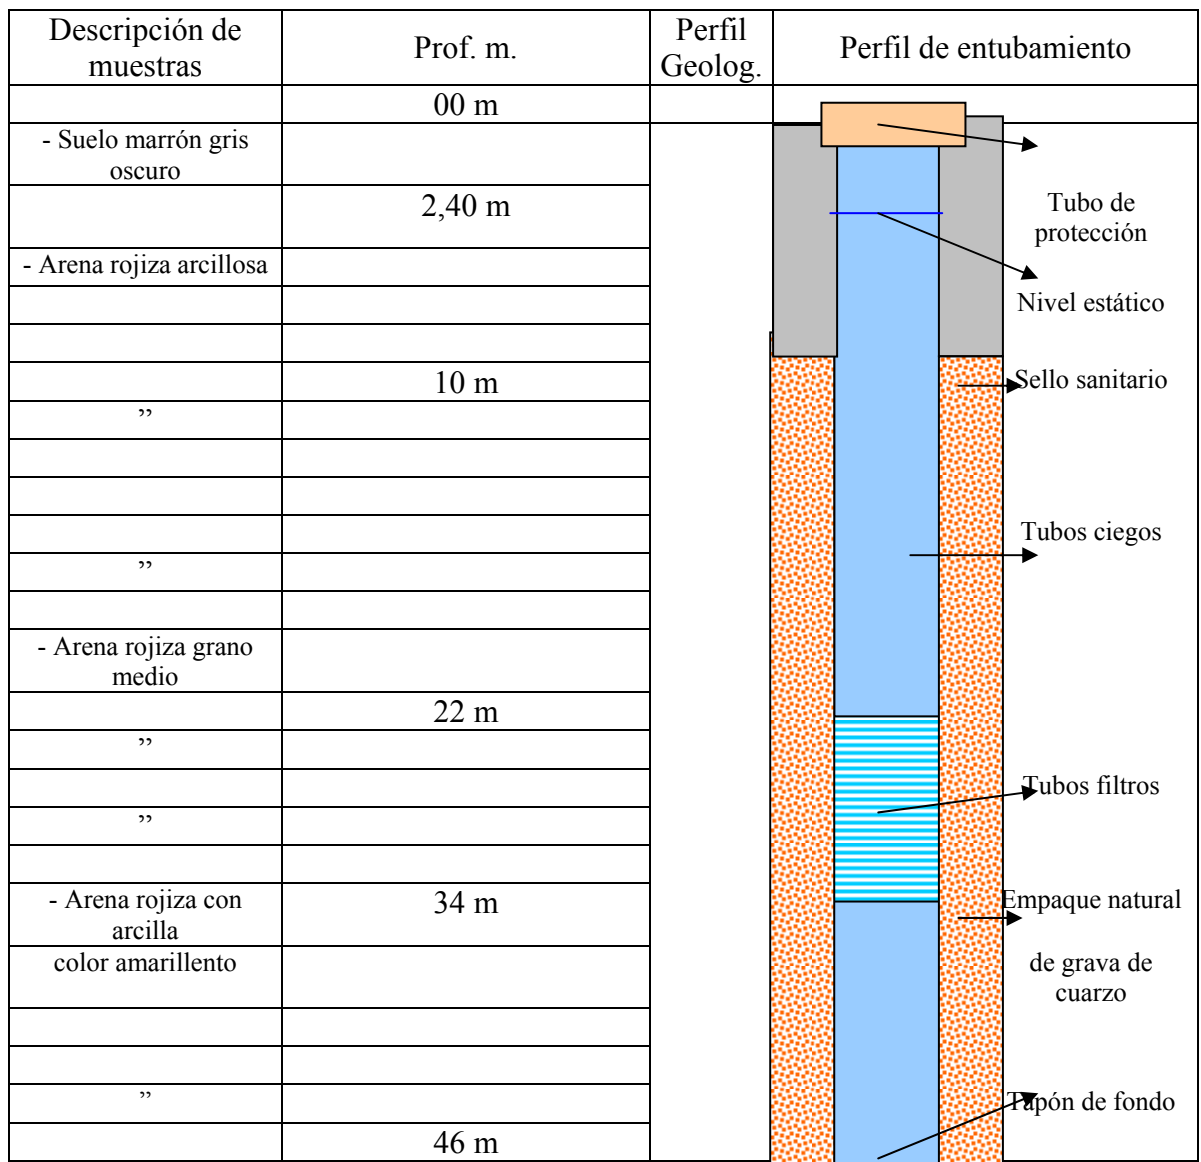 Descripción de
muestras
Prof. m.
Perfil
Geolog.
Perfil de entubamiento
00 m
- Suelo marrón gris
oscuro
2,40 m
Tubo de
protección
- Arena rojiza arcillosa
Nivel estático
10 m
Sello sanitario
”
Tubos ciegos
”
- Arena rojiza grano
medio
22 m
”
Tubos filtros
”
- Arena rojiza con
arcilla
34 m
Empaque natural
color amarillento
de grava de
cuarzo
”
Tapón de fondo
46 m